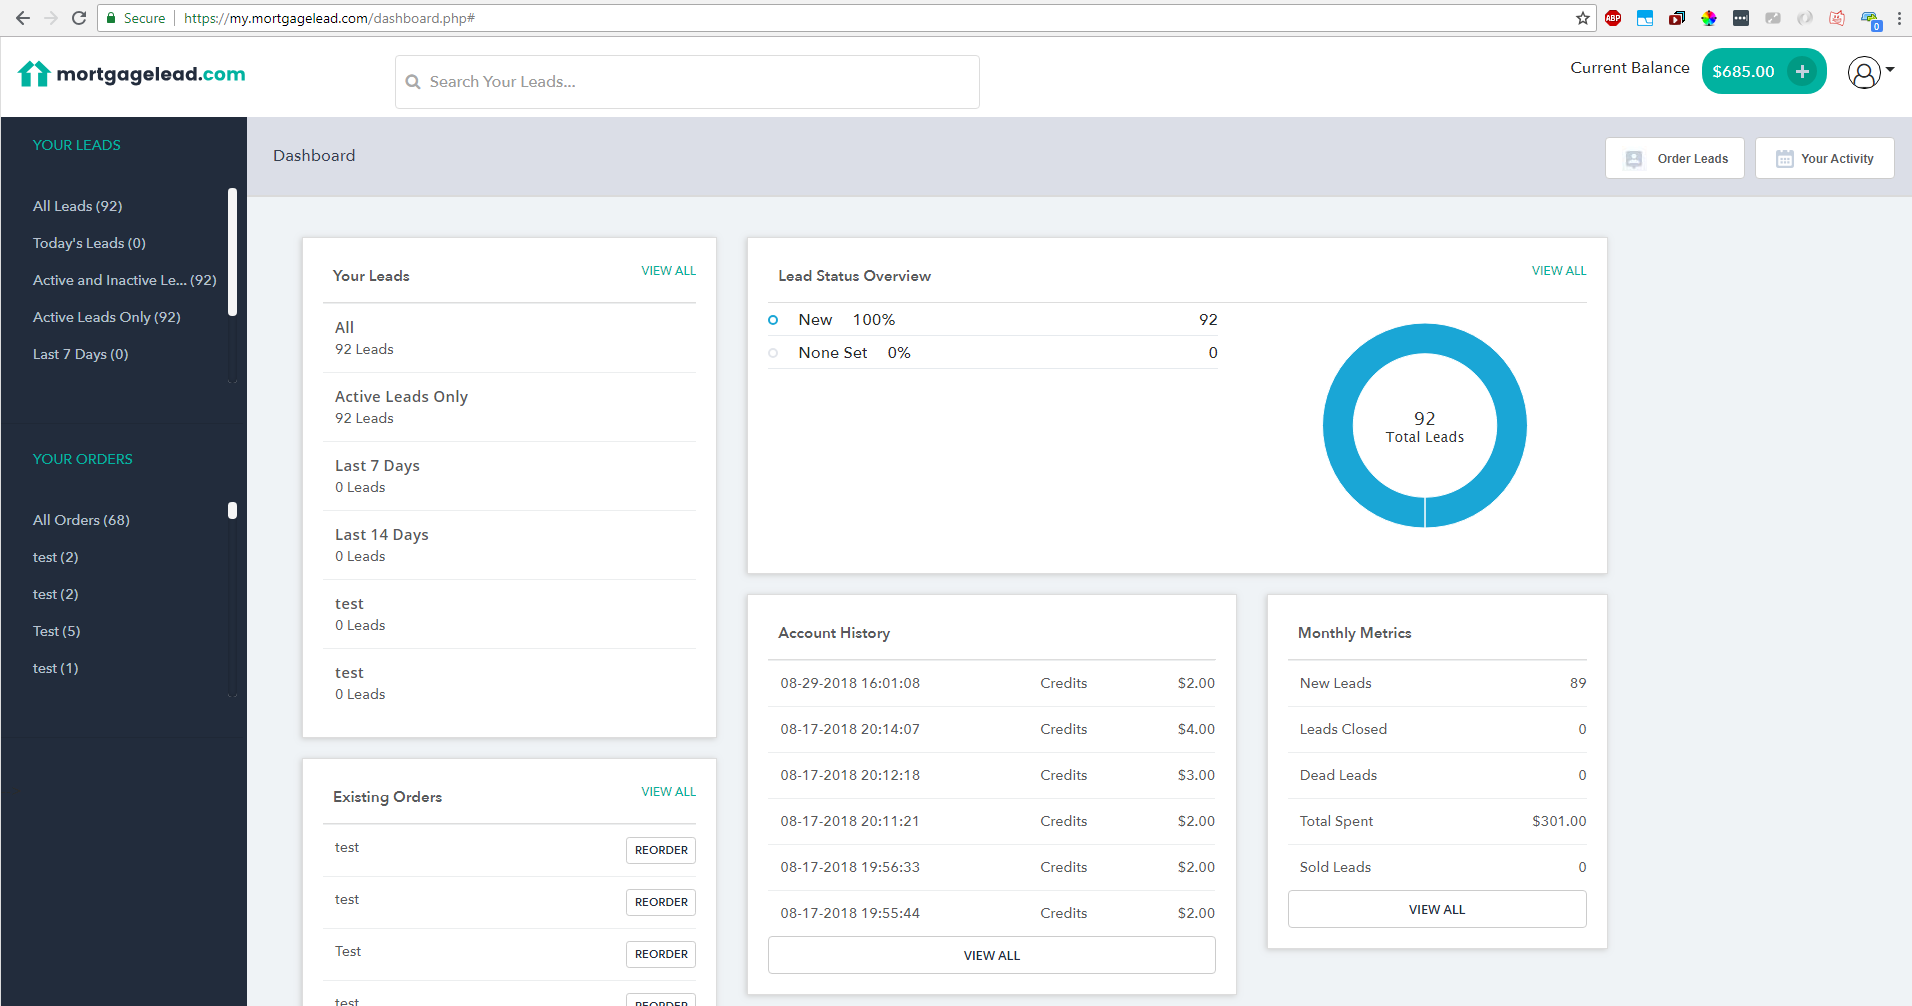 Secure https://my.mortgagelead.com/dashboard.php#
ABP
0
mortgagelead.com
Search Your Leads...
Current Balance
$685.00 +
YOUR LEADS
All Leads (92)
Today's Leads (0)
Active and Inactive Le... (92)
Active Leads Only (92)
Last 7 Days (0)
YOUR ORDERS
All Orders (68)
test (2)
test (2)
Test (5)
test (1)
Dashboard
Order Leads
Your Activity
Your Leads VIEW ALL
All
92 Leads
Active Leads Only
92 Leads
Last 7 Days
0 Leads
Last 14 Days
0 Leads
test
0 Leads
test
0 Leads
Existing Orders VIEW ALL
test REORDER
test REORDER
Test REORDER
test REORDER
Lead Status Overview VIEW ALL
New 100% 92
None Set 0% 0
92
Total Leads
Account History
08-29-2018 16:01:08 Credits $2.00
08-17-2018 20:14:07 Credits $4.00
08-17-2018 20:12:18 Credits $3.00
08-17-2018 20:11:21 Credits $2.00
08-17-2018 19:56:33 Credits $2.00
08-17-2018 19:55:44 Credits $2.00
VIEW ALL
Monthly Metrics
New Leads 89
Leads Closed 0
Dead Leads 0
Total Spent $301.00
Sold Leads 0
VIEW ALL